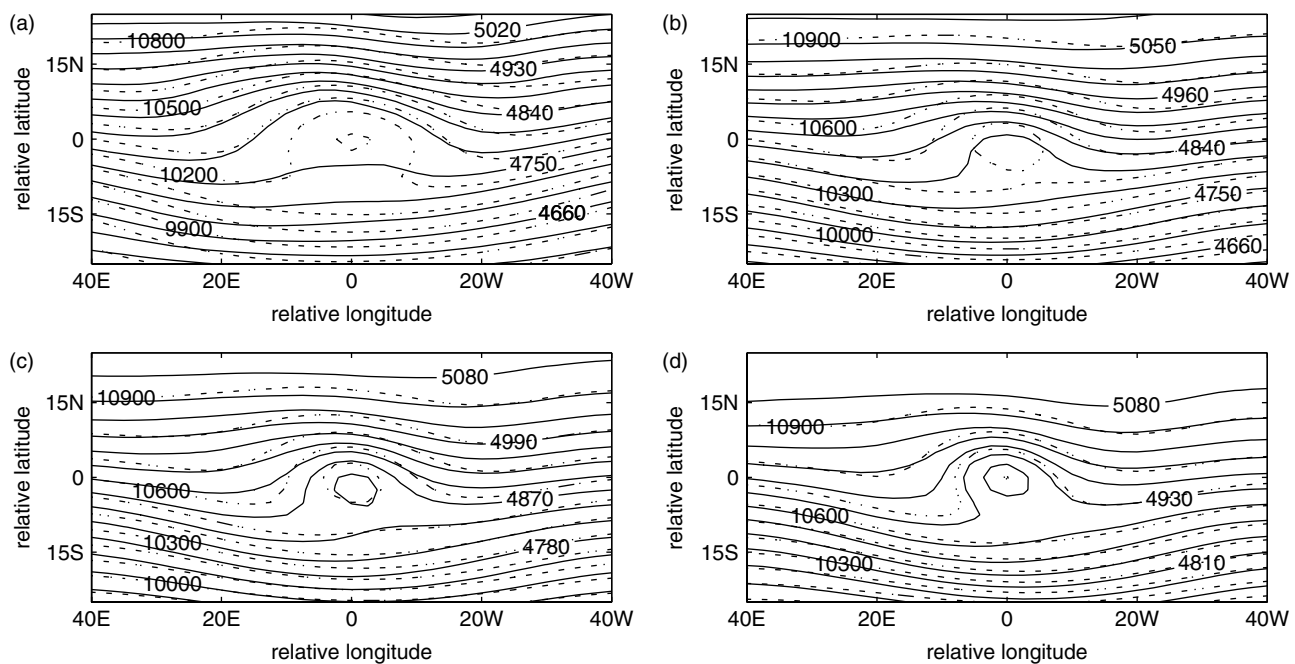 (a)
10800
5020
15N
4930
10500
4840
0
4750
10200
15S
4660
9900
40E 20E 0 20W 40W
relative longitude
relative latitude
(b)
10900
5050
15N
4960
10600
4840
0
10300
4750
15S
10000
4660
40E 20E 0 20W 40W
relative longitude
relative latitude
(c)
5080
10900
15N
4990
0
10600
4870
15S
10300
4780
10000
40E 20E 0 20W 40W
relative longitude
relative latitude
(d)
15N
5080
10900
0
4930
10600
15S
10300
4810
40E 20E 0 20W 40W
relative longitude
relative latitude